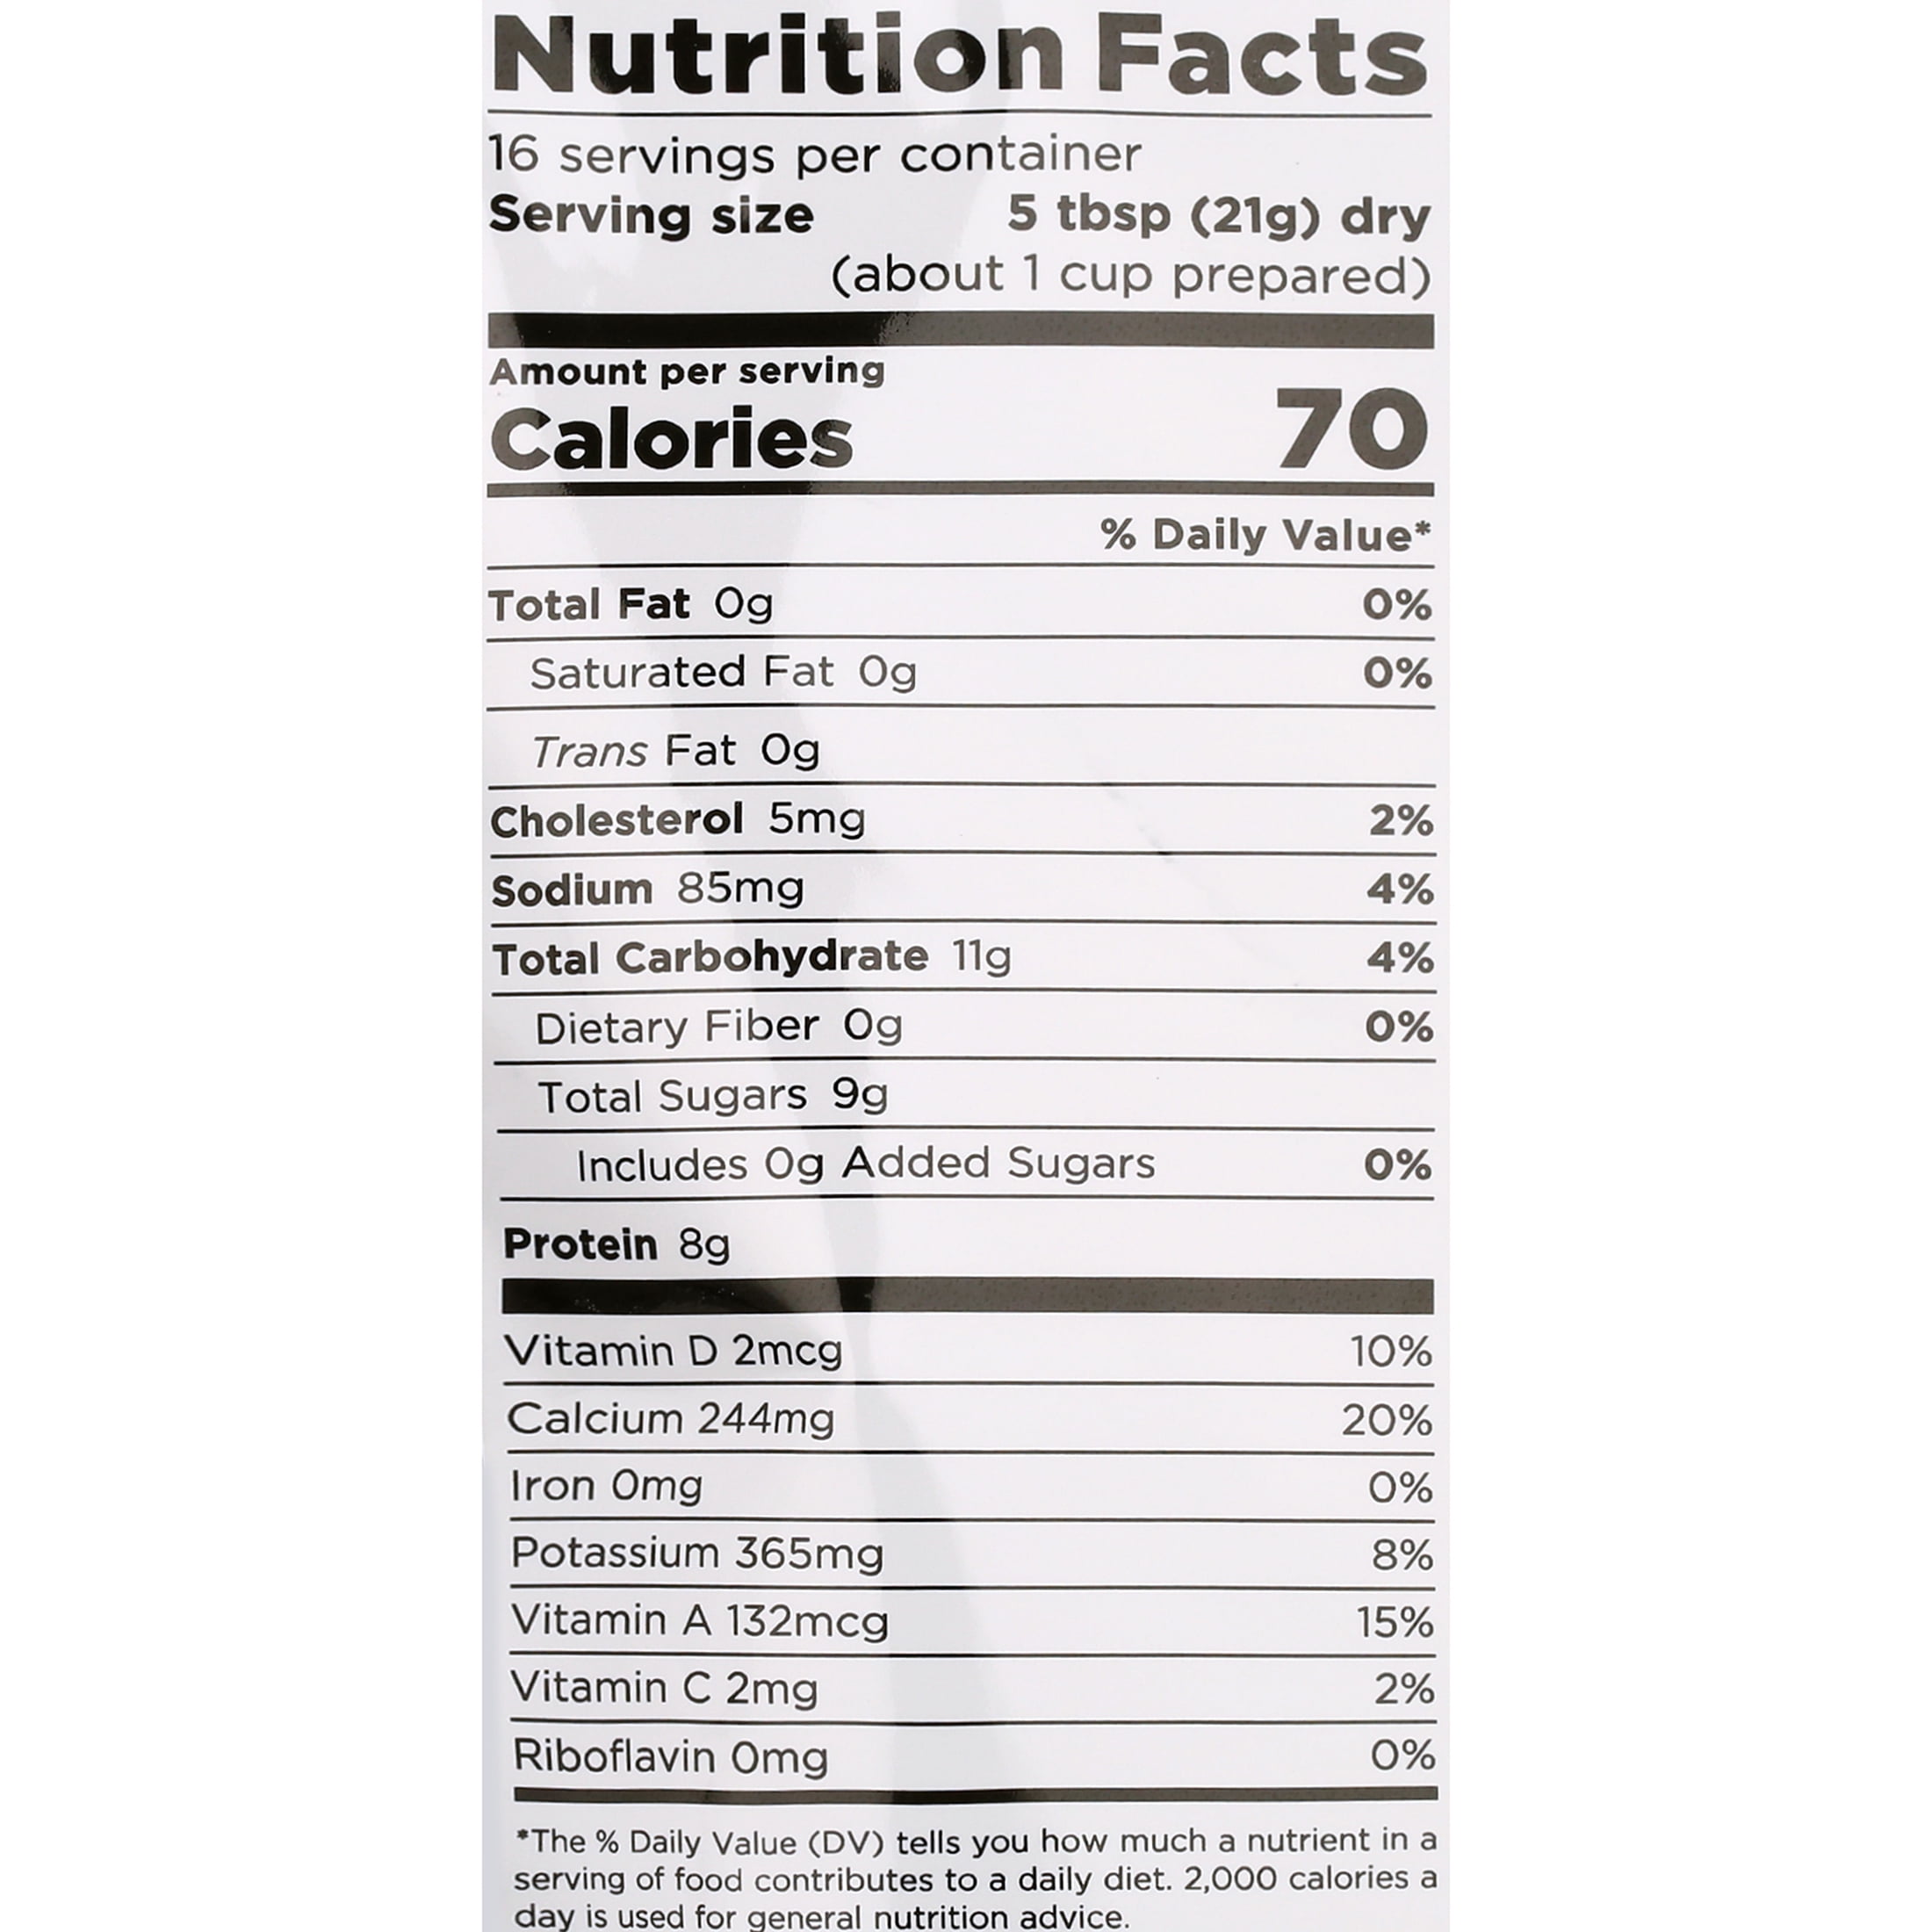 Nutrition Facts
16 servings per container
Serving size 5 tbsp (21g) dry
(about 1 cup prepared)
Amount per serving
Calories 70
% Daily Value*
Total Fat 0g 0%
Saturated Fat 0g 0%
Trans Fat 0g
Cholesterol 5mg 2%
Sodium 85mg 4%
Total Carbohydrate 11g 4%
Dietary Fiber 0g 0%
Total Sugars 9g
Includes 0g Added Sugars 0%
Protein 8g
Vitamin D 2mcg 10%
Calcium 244mg 20%
Iron 0mg 0%
Potassium 365mg 8%
Vitamin A 132mcg 15%
Vitamin C 2mg 2%
Riboflavin 0mg 0%
*The % Daily Value (DV) tells you how much a nutrient in a
serving of food contributes to a daily diet. 2,000 calories a
day is used for general nutrition advice.